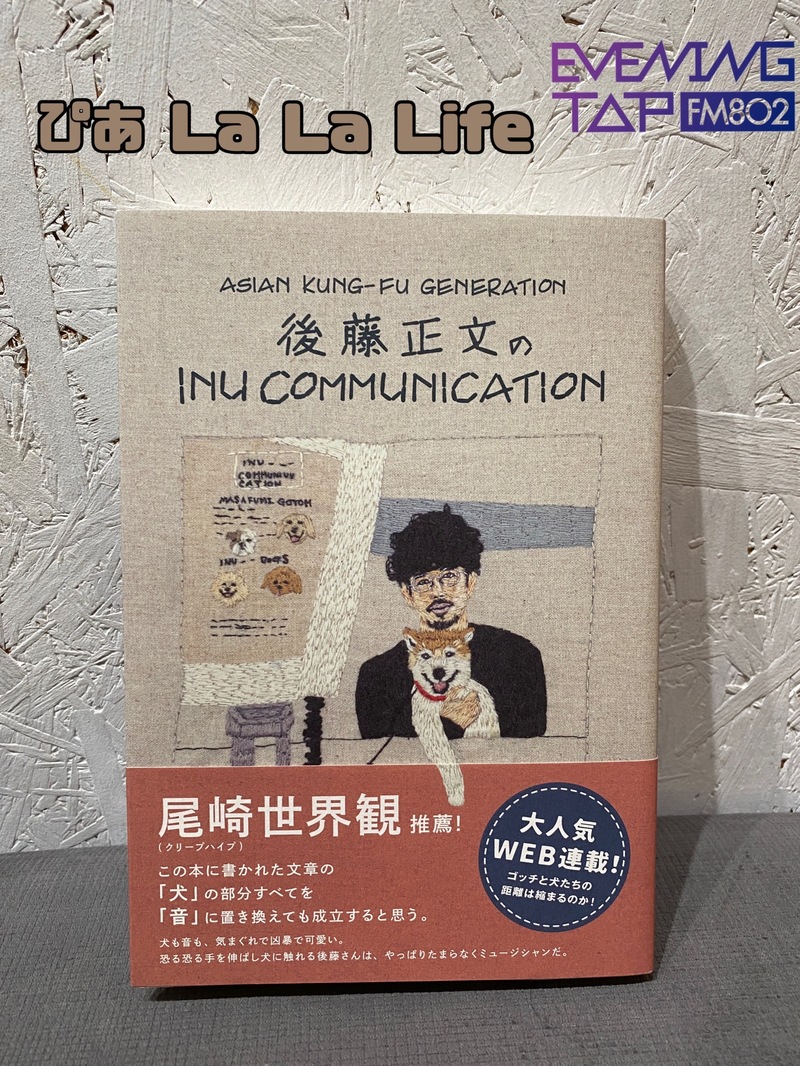 EVENING
TAP FM802
ぴあ La La Life
ASIAN KUNG-FU GENERATION
後藤正文の
INU COMMUNICATION
INU
COMMUNI
CATION
MASAFUMI GOTOH
INU DOGS
尾崎世界観 推薦!
(クリープハイプ)
この本に書かれた文章の
「犬」の部分すべてを
「音」に置き換えても成立すると思う。
犬も音も、気まぐれで凶暴で可愛い。
恐る恐る手を伸ばし犬に触れる後藤さんは、やっぱりたまらなくミュージシャンだ。
大人気
WEB連載!
ゴッチと犬たちの
距離は縮まるのか!